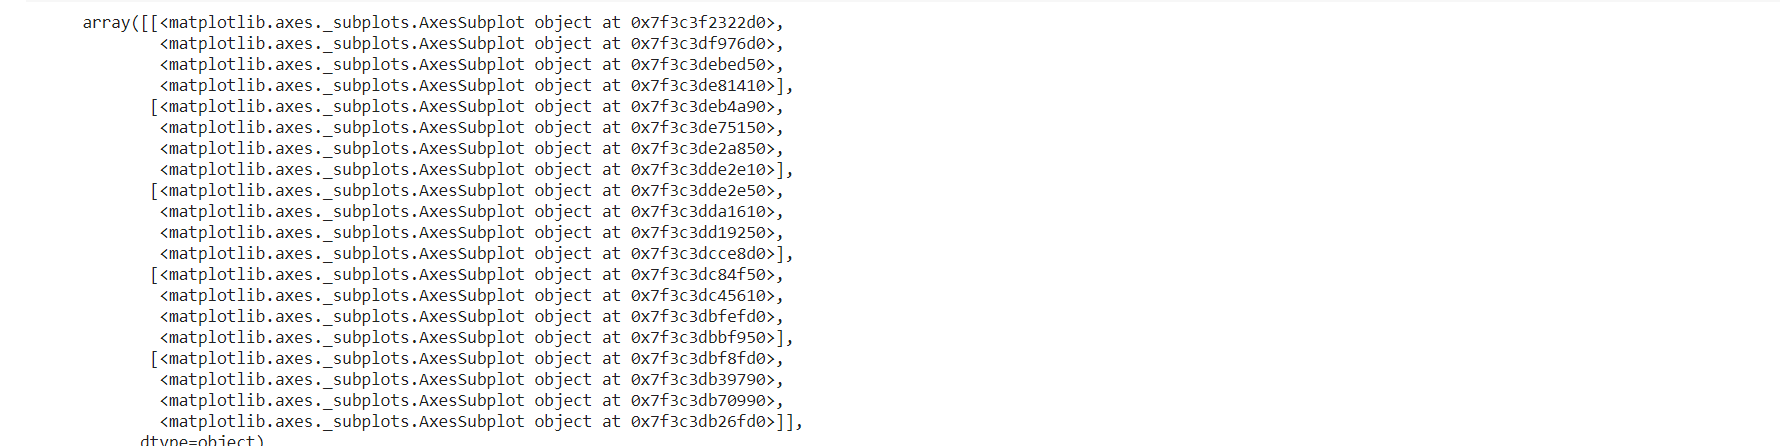 array([[<matplotlib.axes._subplots.AxesSubplot object at 0x7f3c3f2322d0>,
<matplotlib.axes._subplots.AxesSubplot object at 0x7f3c3df976d0>,
<matplotlib.axes._subplots.AxesSubplot object at 0x7f3c3debed50>,
<matplotlib.axes._subplots.AxesSubplot object at 0x7f3c3de81410>],
[<matplotlib.axes._subplots.AxesSubplot object at 0x7f3c3deb4a90>,
<matplotlib.axes._subplots.AxesSubplot object at 0x7f3c3de75150>,
<matplotlib.axes._subplots.AxesSubplot object at 0x7f3c3de2a850>,
<matplotlib.axes._subplots.AxesSubplot object at 0x7f3c3dde2e10>],
[<matplotlib.axes._subplots.AxesSubplot object at 0x7f3c3dde2e50>,
<matplotlib.axes._subplots.AxesSubplot object at 0x7f3c3dda1610>,
<matplotlib.axes._subplots.AxesSubplot object at 0x7f3c3dd19250>,
<matplotlib.axes._subplots.AxesSubplot object at 0x7f3c3dcce8d0>],
[<matplotlib.axes._subplots.AxesSubplot object at 0x7f3c3dc84f50>,
<matplotlib.axes._subplots.AxesSubplot object at 0x7f3c3dc45610>,
<matplotlib.axes._subplots.AxesSubplot object at 0x7f3c3dbfefd0>,
<matplotlib.axes._subplots.AxesSubplot object at 0x7f3c3dbbf950>],
[<matplotlib.axes._subplots.AxesSubplot object at 0x7f3c3dbf8fd0>,
<matplotlib.axes._subplots.AxesSubplot object at 0x7f3c3db39790>,
<matplotlib.axes._subplots.AxesSubplot object at 0x7f3c3db70990>,
<matplotlib.axes._subplots.AxesSubplot object at 0x7f3c3db26fd0>]],
dtype=object)